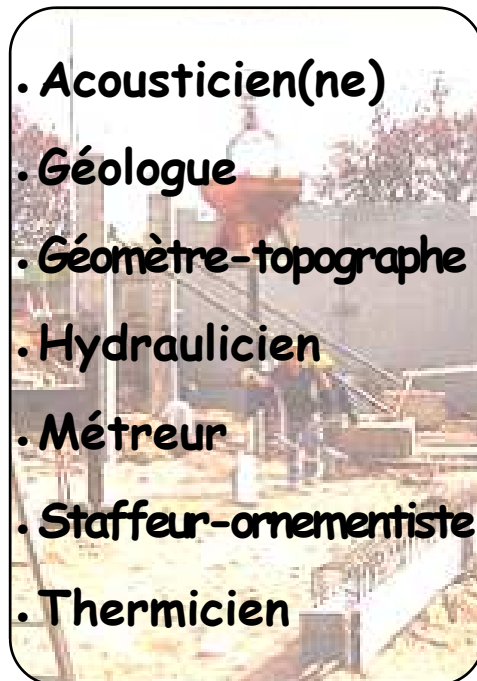 • Acousticien(ne)
• Géologue
• Géomètre-topographe
• Hydraulicien
• Métreur
• Staffeur-ornementiste
• Thermicien